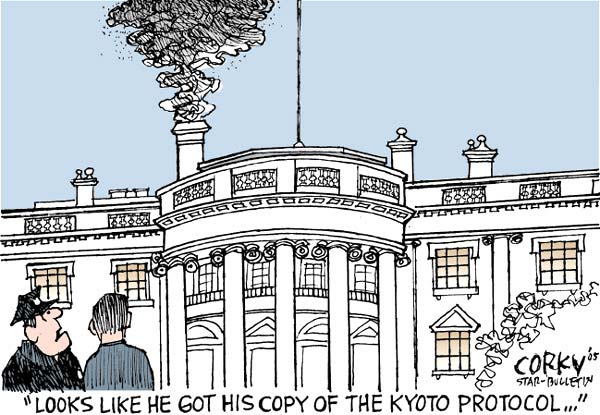 CORKY '05
STAR-BULLETIN
"LOOKS LIKE HE GOT HIS COPY OF THE KYOTO PROTOCOL..."